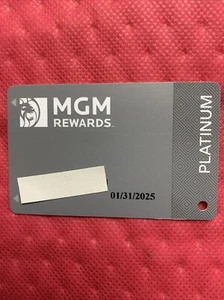 MGM
REWARDS
PLATINUM
01/31/2025